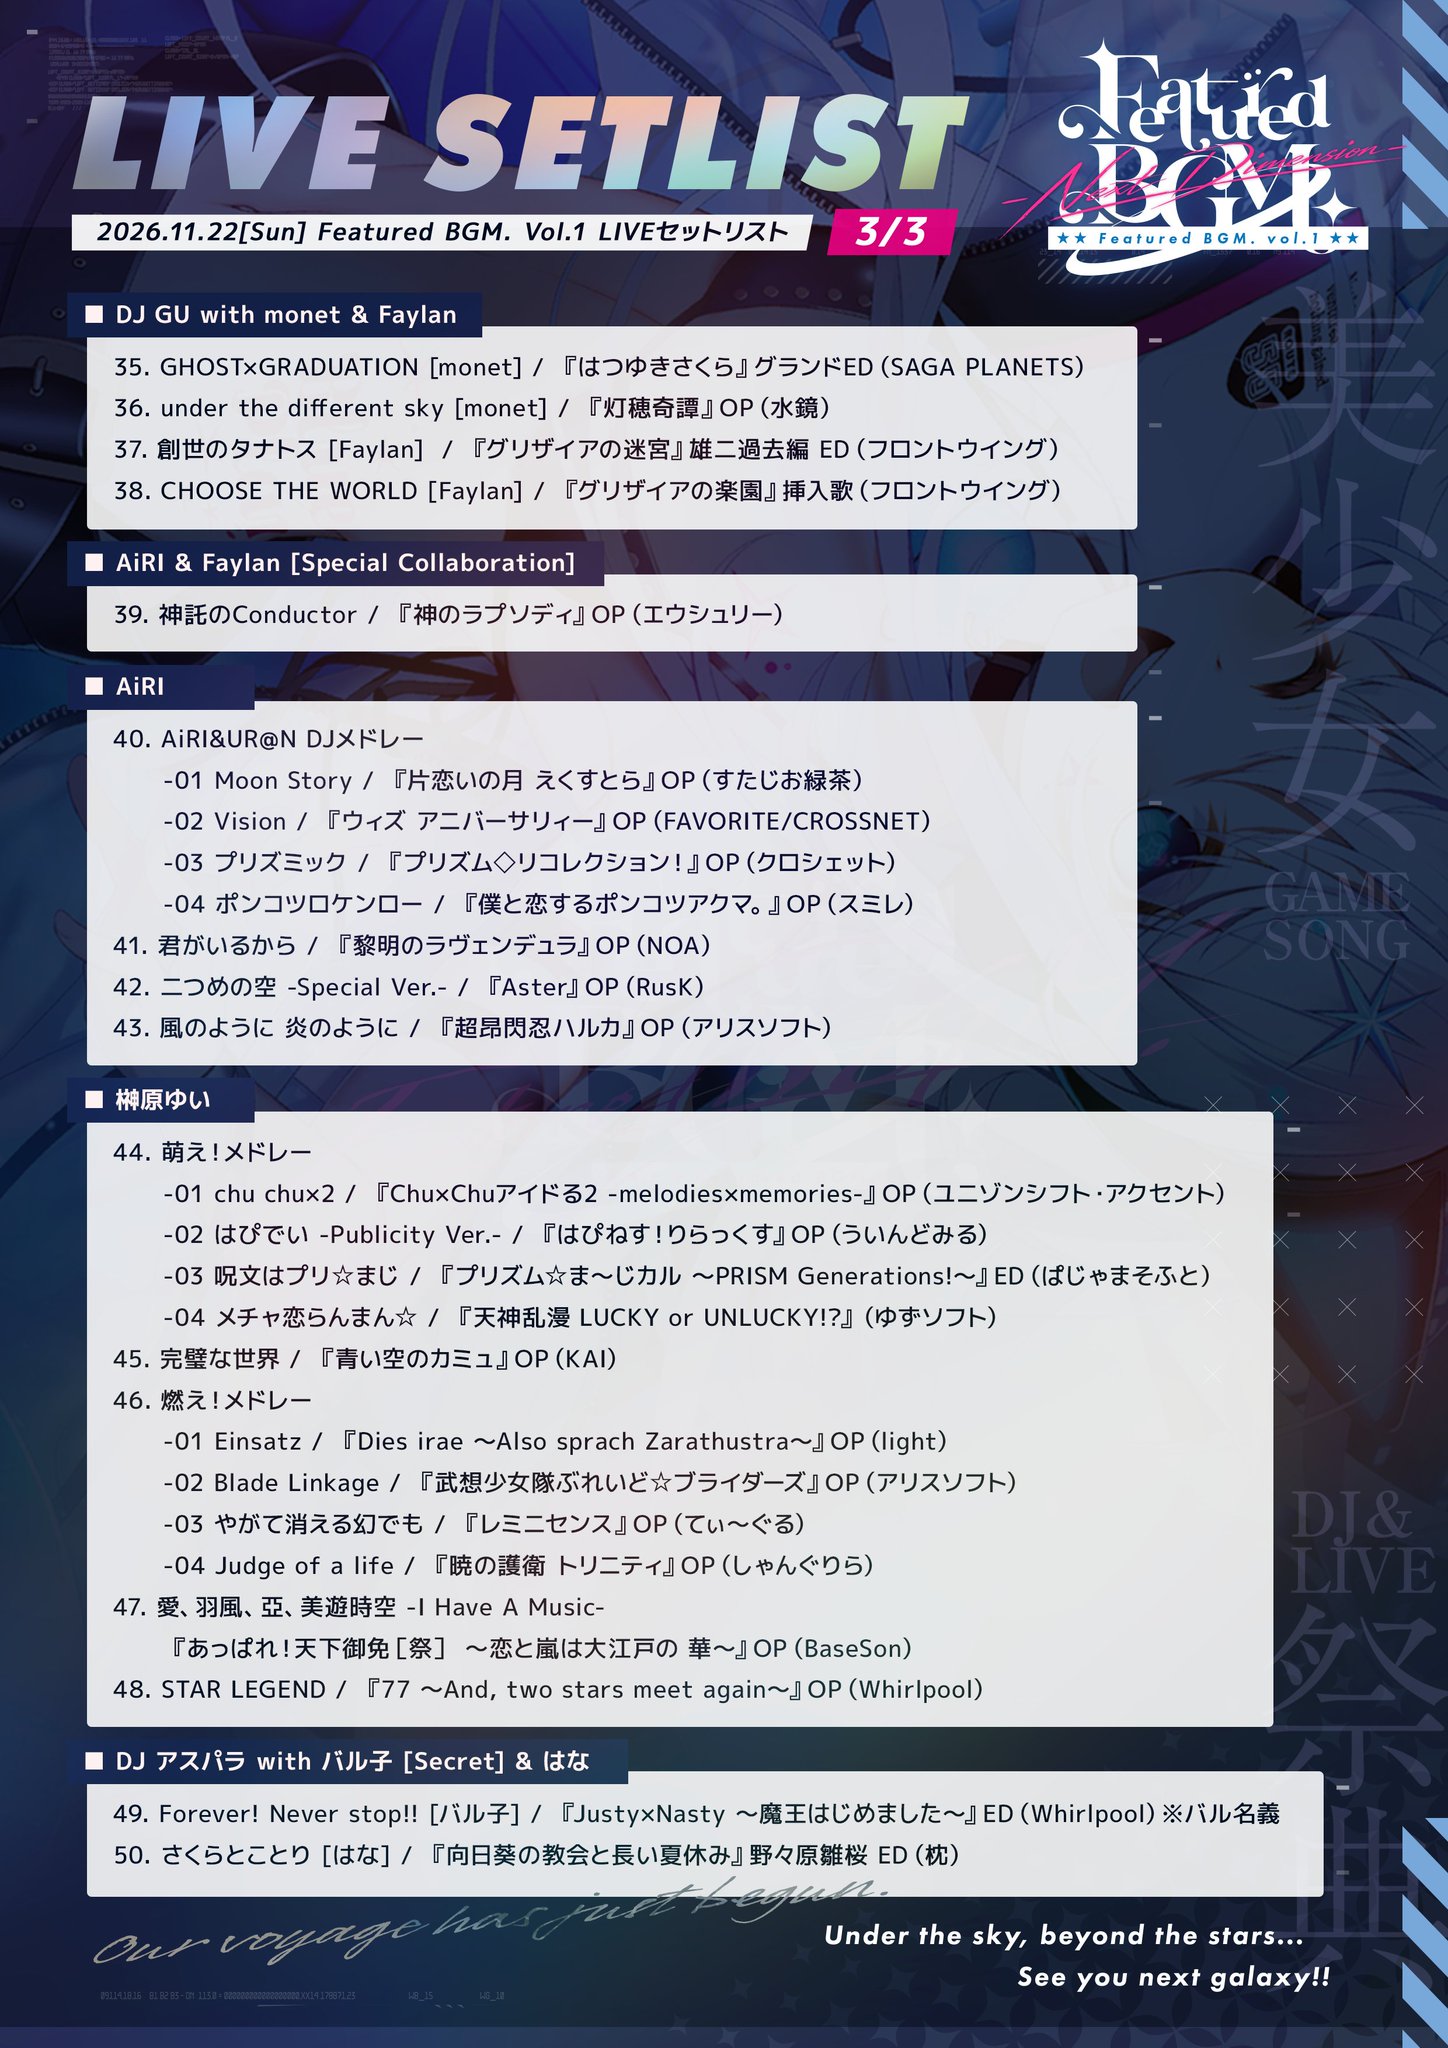 LIVE SETLIST
2026.11.22[Sun] Featured BGM. Vol.1 LIVEセットリスト
3/3
Featured
BGM.
- Next Dimension -
★★ Featured BGM. vol.1 ★★
■ DJ GU with monet & Faylan
35. GHOST×GRADUATION [monet] / 『はつゆきさくら』グランドED（SAGA PLANETS）
36. under the different sky [monet] / 『灯穂奇譚』OP（水鏡）
37. 創世のタナトス [Faylan] / 『グリザイアの迷宮』雄二過去編 ED（フロントウイング）
38. CHOOSE THE WORLD [Faylan] / 『グリザイアの楽園』挿入歌（フロントウイング）
■ AiRI & Faylan [Special Collaboration]
39. 神託のConductor / 『神のラプソディ』OP（エウシュリー）
■ AiRI
40. AiRI&UR@N DJメドレー
-01 Moon Story / 『片恋いの月 えくすとら』OP（すたじお緑茶）
-02 Vision / 『ウィズ アニバーサリィー』OP（FAVORITE/CROSSNET）
-03 プリズミック / 『プリズム◇リコレクション！』OP（クロシェット）
-04 ポンコツロケンロー / 『僕と恋するポンコツアクマ。』OP（スミレ）
41. 君がいるから / 『黎明のラヴェンデュラ』OP（NOA）
42. 二つめの空 -Special Ver.- / 『Aster』OP（RusK）
43. 風のように 炎のように / 『超昂閃忍ハルカ』OP（アリスソフト）
■ 榊原ゆい
44. 萌え！メドレー
-01 chu chu×2 / 『Chu×Chuアイドる2 -melodies×memories-』OP（ユニゾンシフト・アクセント）
-02 はぴでい -Publicity Ver.- / 『はぴねす！りらっくす』OP（ういんどみる）
-03 呪文はプリ☆まじ / 『プリズム☆ま～じカル ～PRISM Generations!～』ED（ぱじゃまそふと）
-04 メチャ恋らんまん☆ / 『天神乱漫 LUCKY or UNLUCKY!?』（ゆずソフト）
45. 完璧な世界 / 『青い空のカミュ』OP（KAI）
46. 燃え！メドレー
-01 Einsatz / 『Dies irae ～Also sprach Zarathustra～』OP（light）
-02 Blade Linkage / 『武想少女隊ぶれいど☆ブライダーズ』OP（アリスソフト）
-03 やがて消える幻でも / 『レミニセンス』OP（てぃ～ぐる）
-04 Judge of a life / 『暁の護衛 トリニティ』OP（しゃんぐりら）
47. 愛、羽風、亞、美遊時空 -I Have A Music-
『あっぱれ！天下御免［祭］ ～恋と嵐は大江戸の 華～』OP（BaseSon）
48. STAR LEGEND / 『77 ～And, two stars meet again～』OP（Whirlpool）
■ DJ アスパラ with バル子 [Secret] & はな
49. Forever! Never stop!! [バル子] / 『Justy×Nasty ～魔王はじめました～』ED（Whirlpool）※バル名義
50. さくらとことり [はな] / 『向日葵の教会と長い夏休み』野々原雛桜 ED（枕）
美少女
GAME
SONG
DJ&
LIVE
祭典
Our voyage has just begun.
Under the sky, beyond the stars...
See you next galaxy!!